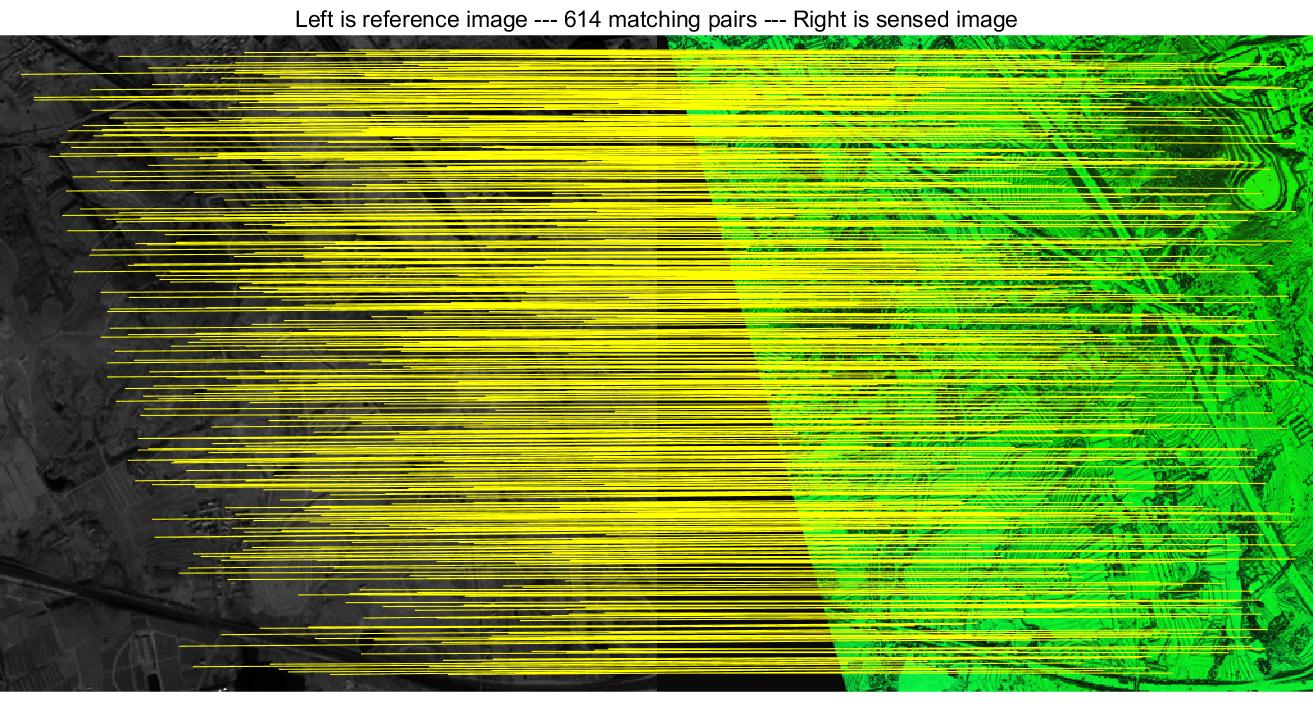 Left is reference image --- 614 matching pairs --- Right is sensed image